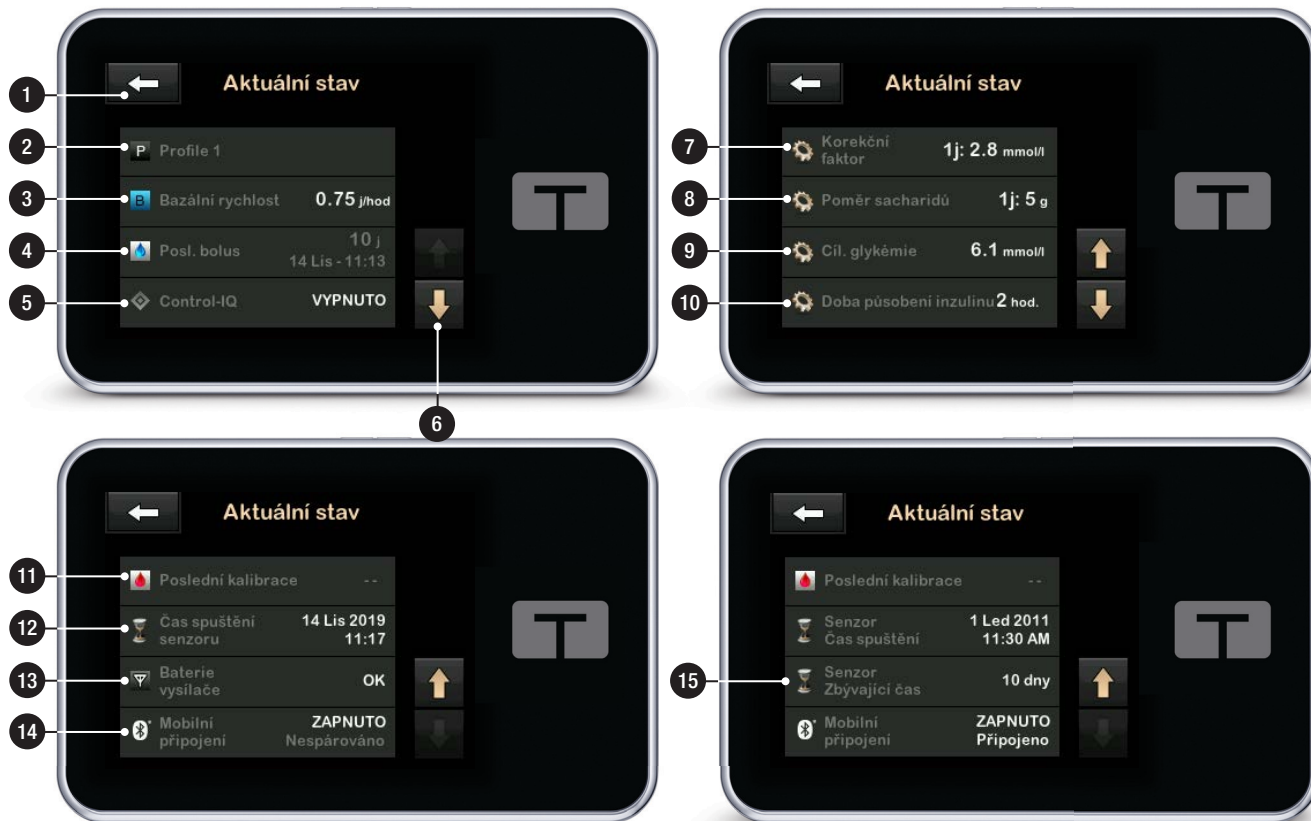 Aktuální stav
1
2
P Profile 1
3
B Bazální rychlost 0.75 j/hod
4
Posl. bolus 10 j
14 Lis - 11:13
5
Control-IQ VYPNUTO
6
Aktuální stav
7
Korekční
faktor 1j: 2.8 mmol/l
8
Poměr sacharidů 1j: 5 g
9
Cíl. glykémie 6.1 mmol/l
10
Doba působení inzulinu 2 hod.
T
Aktuální stav
11
Poslední kalibrace --
12
Čas spuštění 14 Lis 2019
senzoru 11:17
13
Baterie
vysílače OK
14
Mobilní ZAPNUTO
připojení Nespárováno
T
Aktuální stav
Poslední kalibrace --
Senzor 1 Led 2011
Čas spuštění 11:30 AM
15
Senzor
Zbývající čas 10 dny
Mobilní ZAPNUTO
připojení Připojeno
T
T